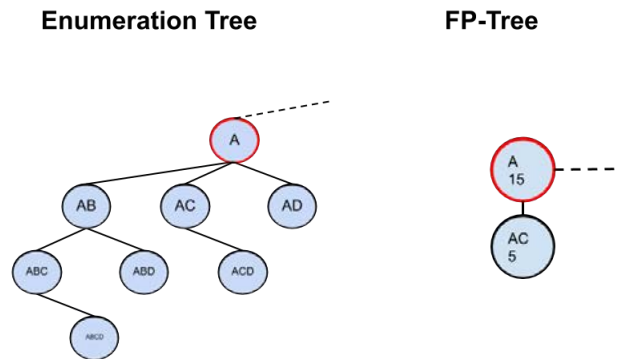 Enumeration Tree
FP-Tree
A
AB
AC
AD
ABC
ABD
ACD
ABCD
A
15
AC
5